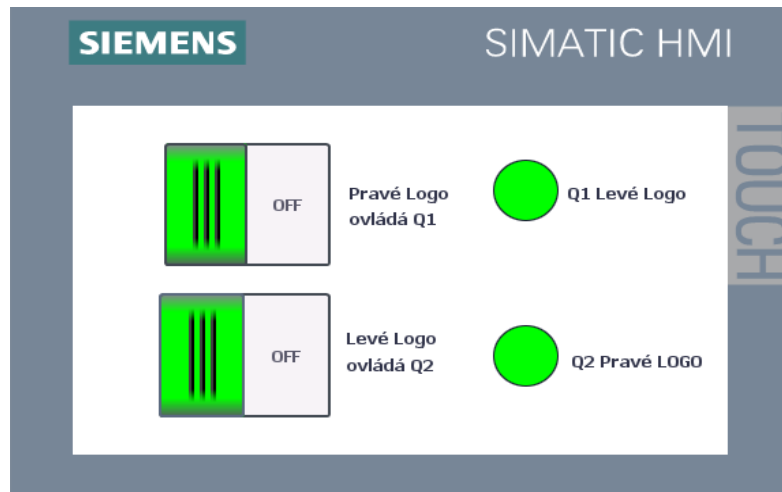 SIEMENS
SIMATIC HMI
TOUCH
OFF
Pravé Logo
ovládá Q1
Q1 Levé Logo
OFF
Levé Logo
ovládá Q2
Q2 Pravé LOGO